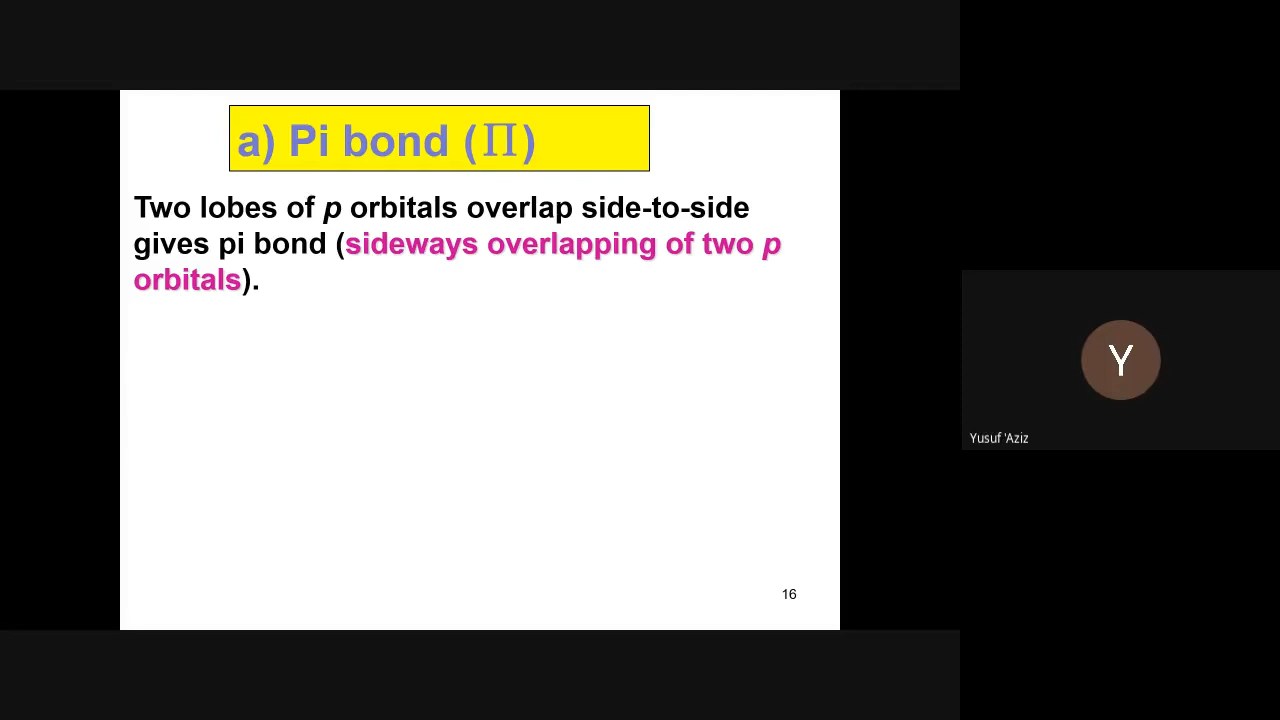 a) Pi bond (Π)
Two lobes of p orbitals overlap side-to-side
gives pi bond (sideways overlapping of two p
orbitals).
16
Y
Yusuf 'Aziz